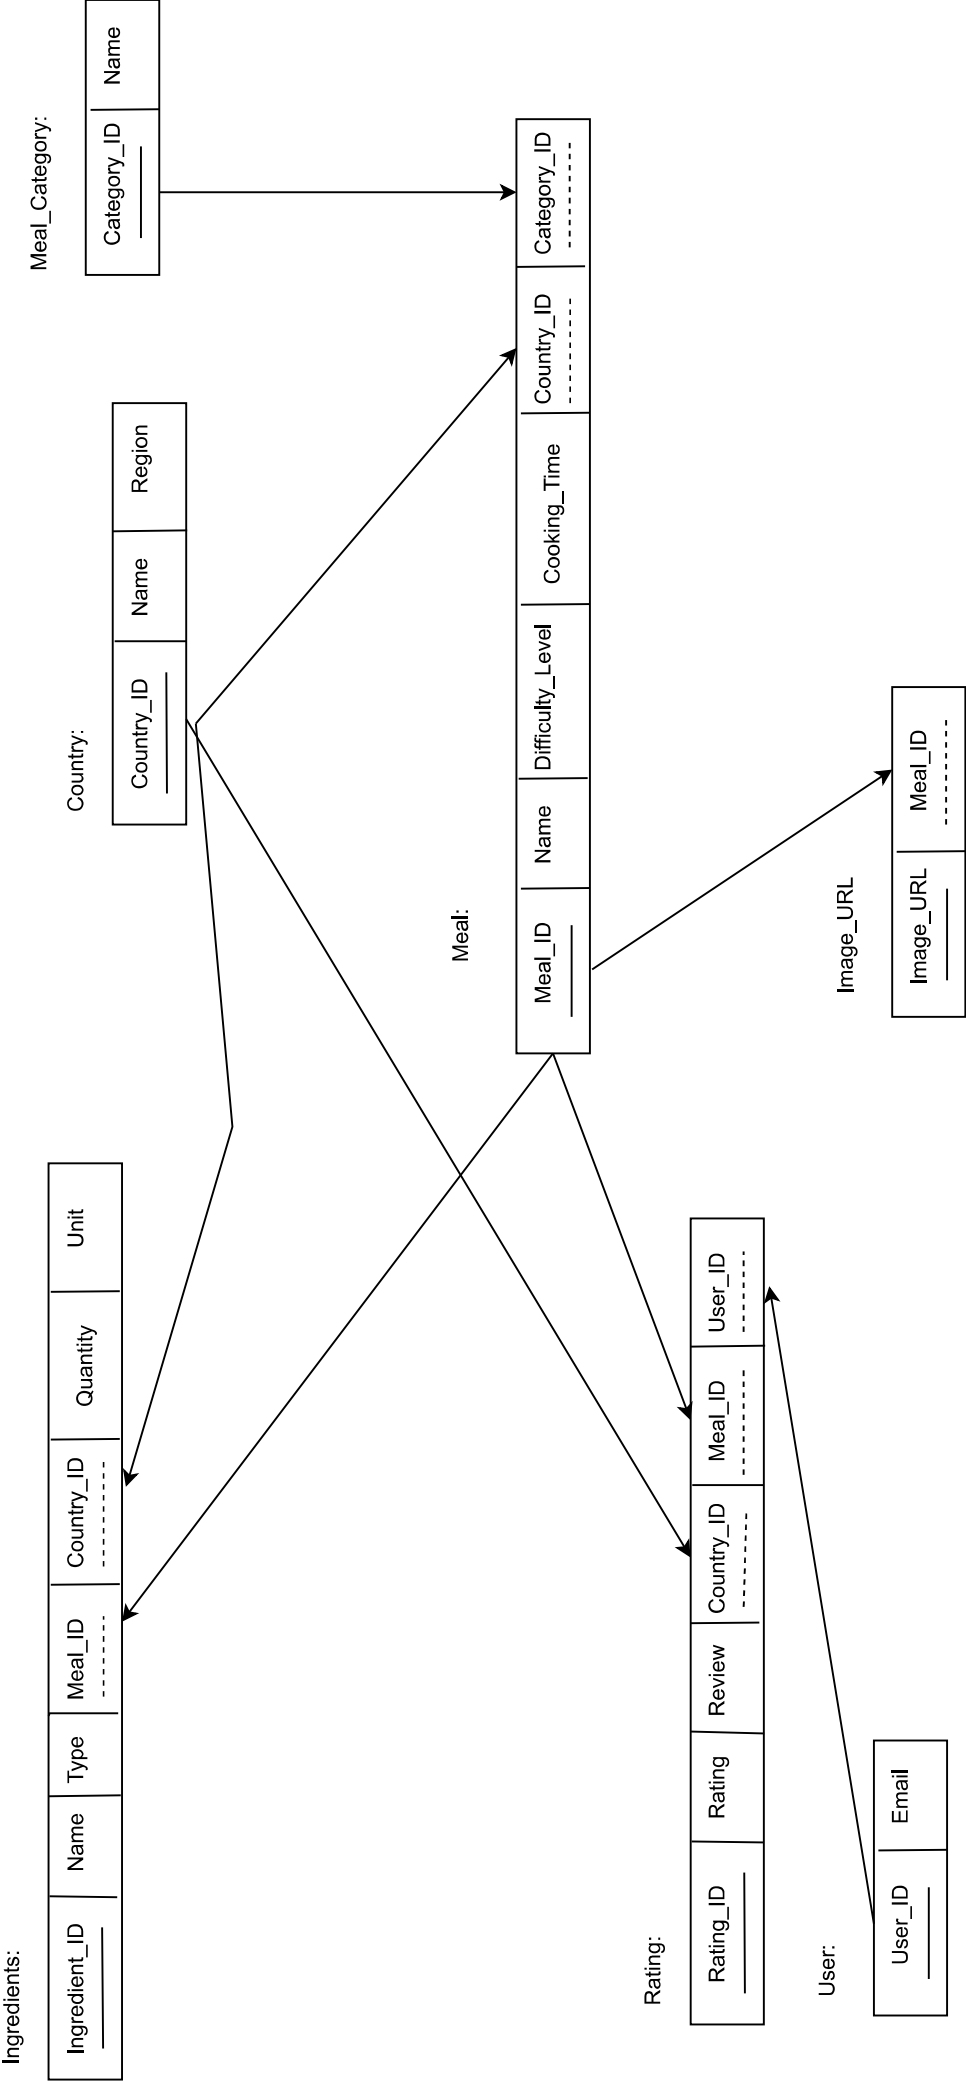 Ingredients:
Ingredient_ID Name Type Meal_ID Country_ID Quantity Unit
Country:
Country_ID Name Region
Meal_Category:
Category_ID Name
Meal:
Meal_ID Name Difficulty_Level Cooking_Time Country_ID Category_ID
Rating:
Rating_ID Rating Review Country_ID Meal_ID User_ID
Image_URL
Image_URL Meal_ID
User:
User_ID Email